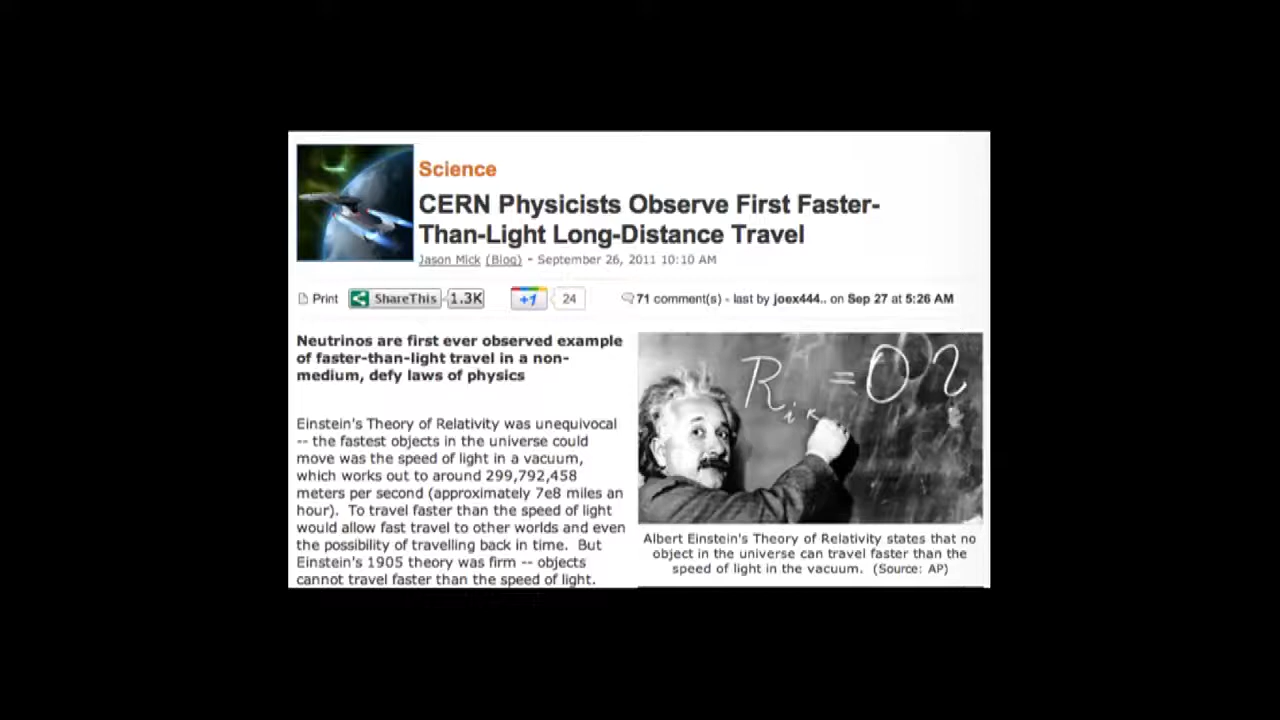 Science
CERN Physicists Observe First Faster-
Than-Light Long-Distance Travel
Jason Mick (Blog) - September 26, 2011 10:10 AM
Print ShareThis 1.3K +1 24 71 comment(s) - last by joex444.. on Sep 27 at 5:26 AM
Neutrinos are first ever observed example
of faster-than-light travel in a non-
medium, defy laws of physics
Einstein's Theory of Relativity was unequivocal
-- the fastest objects in the universe could
move was the speed of light in a vacuum,
which works out to around 299,792,458
meters per second (approximately 7e8 miles an
hour). To travel faster than the speed of light
would allow fast travel to other worlds and even
the possibility of travelling back in time. But
Einstein's 1905 theory was firm -- objects
cannot travel faster than the speed of light.
R i κ = 0
Albert Einstein's Theory of Relativity states that no
object in the universe can travel faster than the
speed of light in the vacuum. (Source: AP)